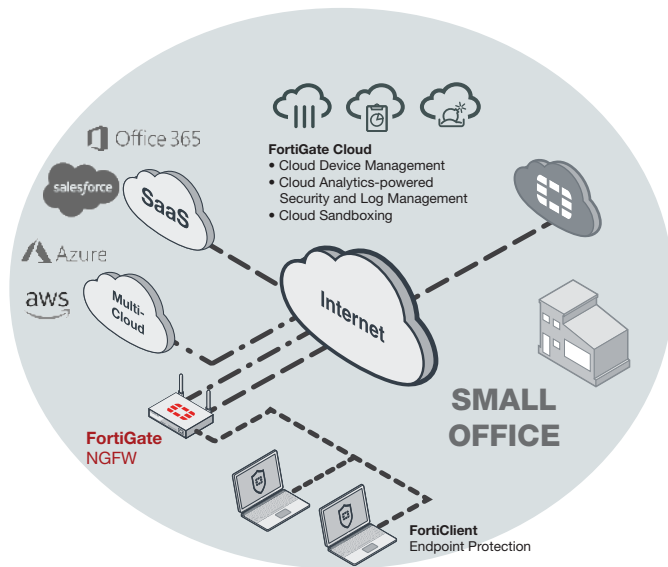 Office 365
salesforce
SaaS
Azure
aws
Multi-
Cloud
FortiGate Cloud
• Cloud Device Management
• Cloud Analytics-powered
Security and Log Management
• Cloud Sandboxing
Internet
SMALL
OFFICE
FortiGate
NGFW
FortiClient
Endpoint Protection